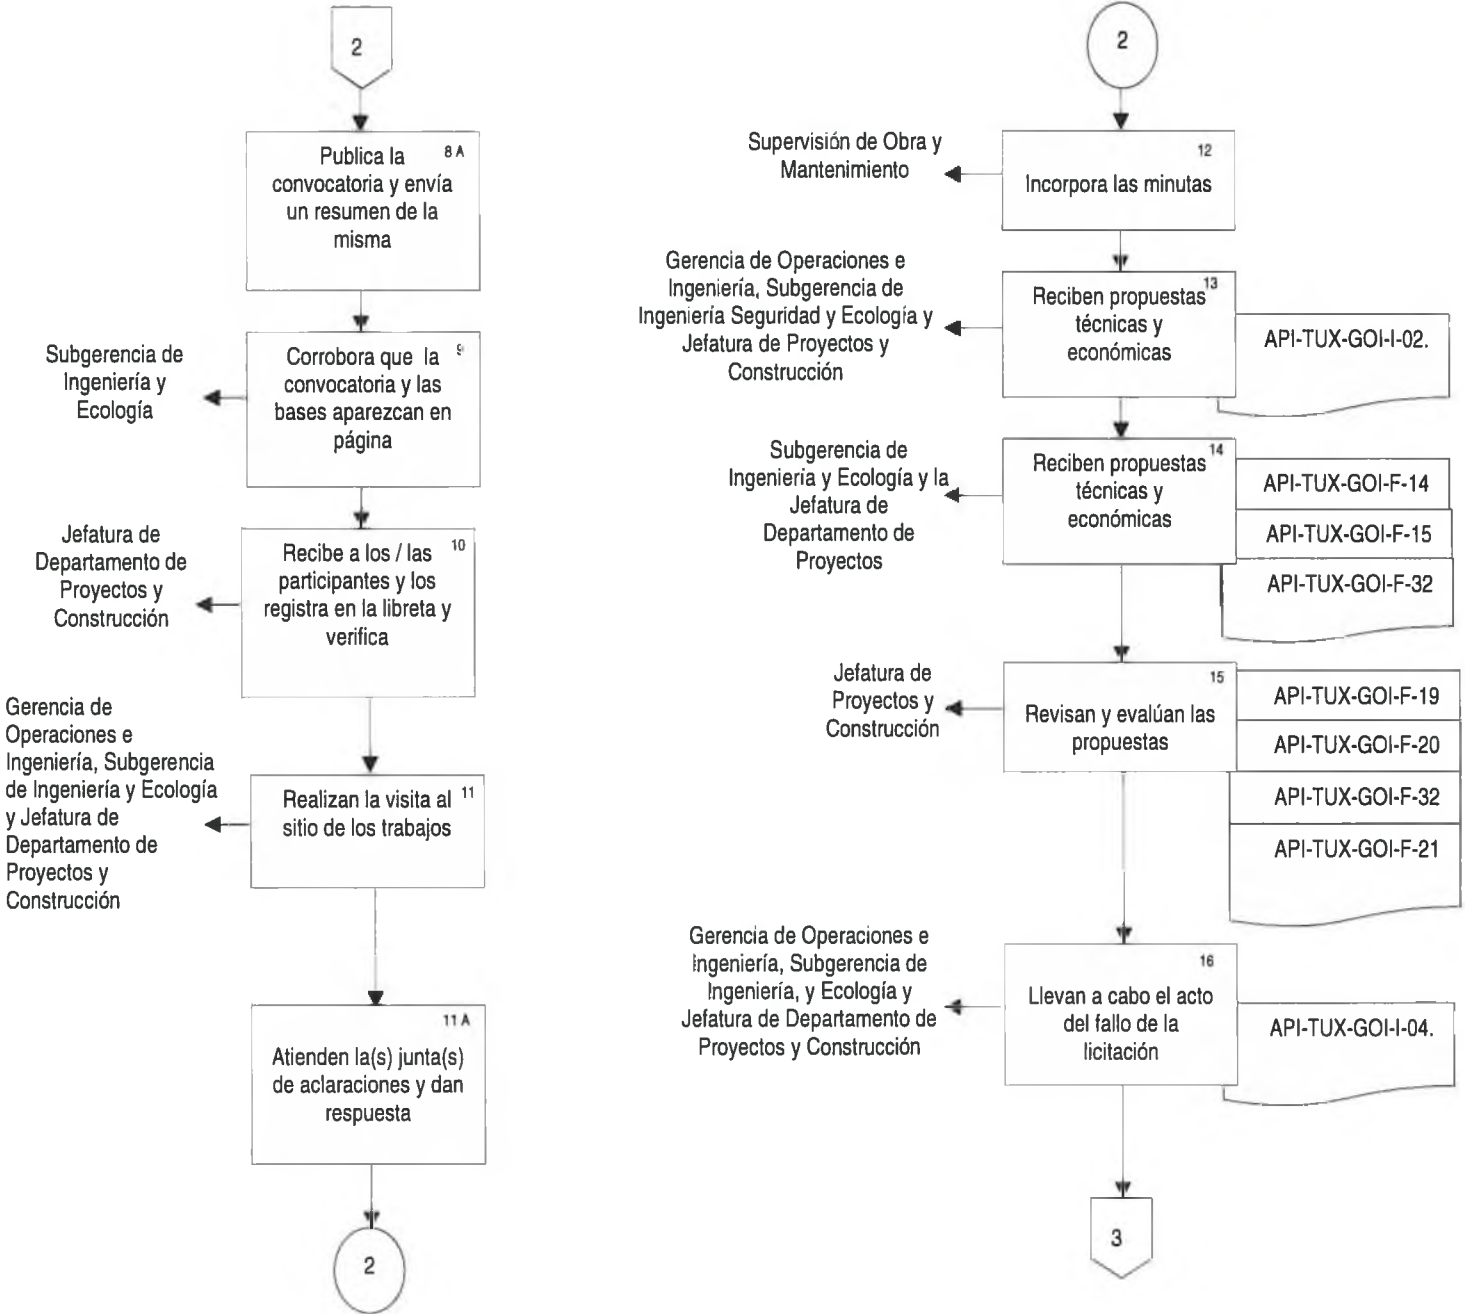 2
8 A
Publica la
convocatoria y envía
un resumen de la
misma
9
Corrobora que la
convocatoria y las
bases aparezcan en
página
Subgerencia de
Ingeniería y
Ecología
10
Recibe a los / las
participantes y los
registra en la libreta y
verifica
Jefatura de
Departamento de
Proyectos y
Construcción
11
Realizan la visita al
sitio de los trabajos
Gerencia de
Operaciones e
Ingeniería, Subgerencia
de Ingeniería y Ecología
y Jefatura de
Departamento de
Proyectos y
Construcción
11 A
Atienden la(s) junta(s)
de aclaraciones y dan
respuesta
2
2
12
Incorpora las minutas
Supervisión de Obra y
Mantenimiento
13
Reciben propuestas
técnicas y
económicas
Gerencia de Operaciones e
Ingeniería, Subgerencia de
Ingeniería Seguridad y Ecología y
Jefatura de Proyectos y
Construcción
API-TUX-GOI-I-02.
14
Reciben propuestas
técnicas y
económicas
Subgerencia de
Ingenieria y Ecología y la
Jefatura de
Departamento de
Proyectos
API-TUX-GOI-F-14
API-TUX-GOI-F-15
API-TUX-GOI-F-32
15
Revisan y evalúan las
propuestas
Jefatura de
Proyectos y
Construcción
API-TUX-GOI-F-19
API-TUX-GOI-F-20
API-TUX-GOI-F-32
API-TUX-GOI-F-21
16
Llevan a cabo el acto
del fallo de la
licitación
Gerencia de Operaciones e
Ingeniería, Subgerencia de
Ingeniería, y Ecología y
Jefatura de Departamento de
Proyectos y Construcción
API-TUX-GOI-I-04.
3